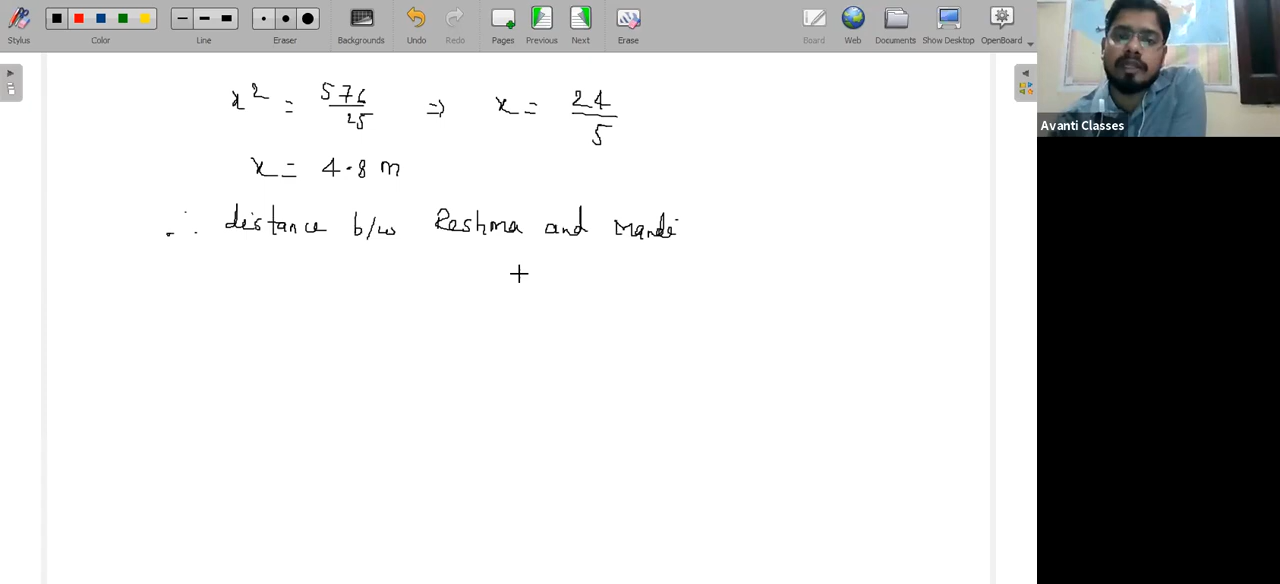 Stylus
Color
Line
Eraser
Backgrounds
Undo
Redo
Pages
Previous
Next
Erase
Board
Web
Documents
Show Desktop
OpenBoard
Avanti Classes
x² = 576/25 ⇒ x = 24/5
x = 4.8 m
∴ distance b/w Reshma and Mandi